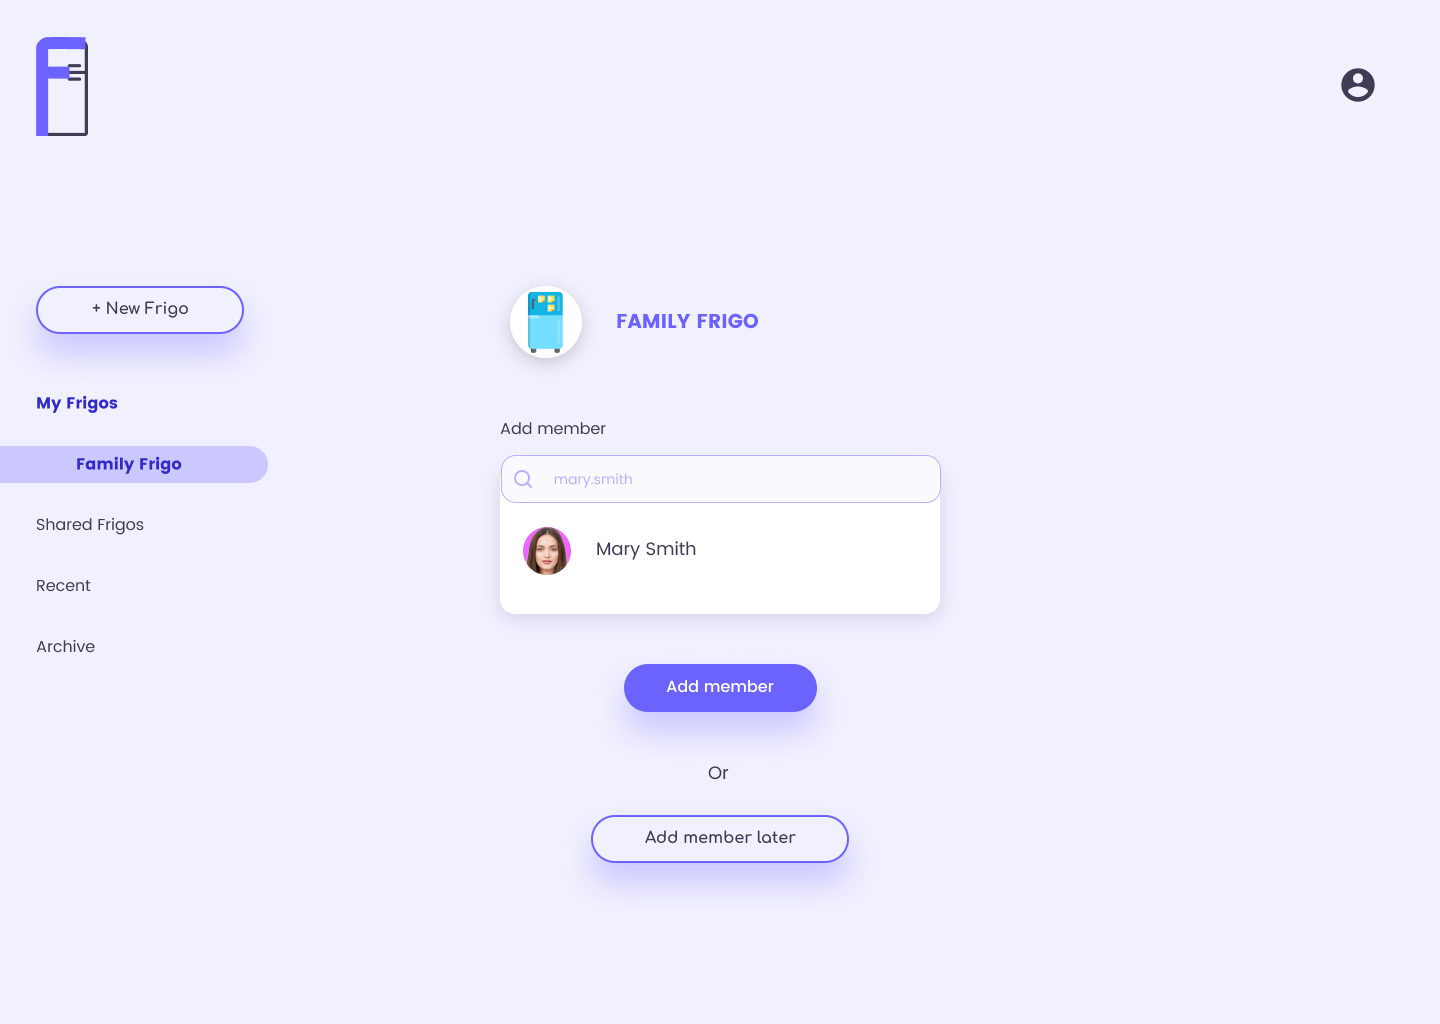 + New Frigo
My Frigos
Family Frigo
Shared Frigos
Recent
Archive
FAMILY FRIGO
Add member
mary.smith
Mary Smith
Add member
Or
Add member later